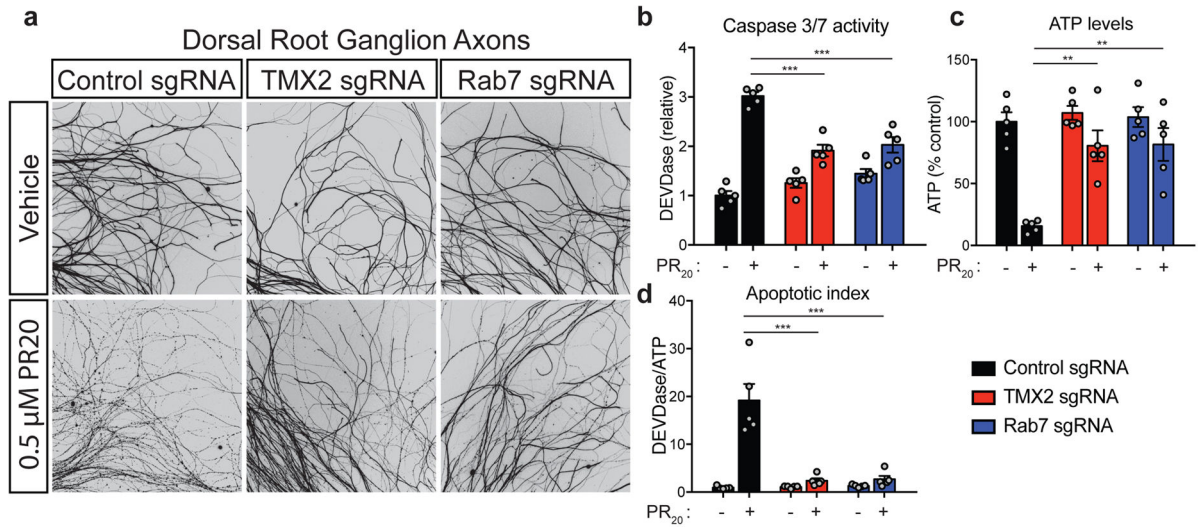 a
Dorsal Root Ganglion Axons
Control sgRNA
TMX2 sgRNA
Rab7 sgRNA
Vehicle
0.5 µM PR20
b
Caspase 3/7 activity
DEVDase (relative)
4
3
2
1
0
***
***
PR20 : - + - + - +
c
ATP levels
ATP (% control)
150
100
50
0
**
**
PR20 : - + - + - +
d
Apoptotic index
DEVDase/ATP
40
30
20
10
0
***
***
PR20 : - + - + - +
Control sgRNA
TMX2 sgRNA
Rab7 sgRNA